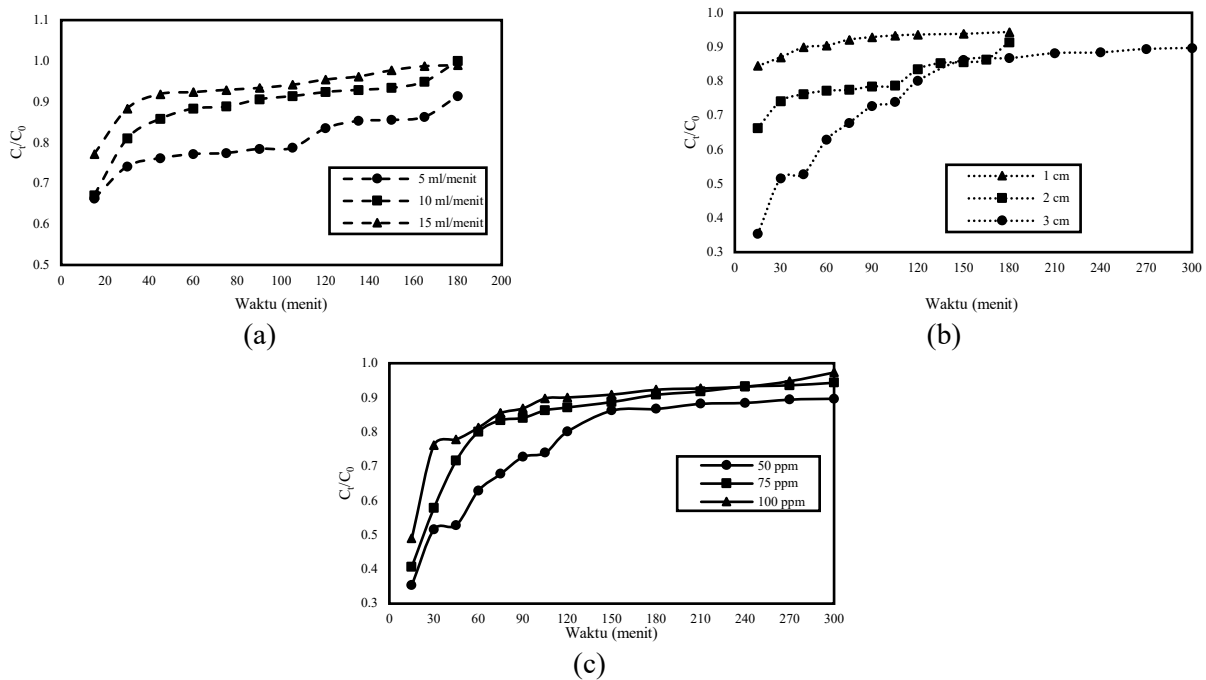 1.1
1.0
0.9
0.8
0.7
0.6
0.5
Ct/C0
0 20 40 60 80 100 120 140 160 180 200
Waktu (menit)
5 ml/menit
10 ml/menit
15 ml/menit
(a)
1.0
0.9
0.8
0.7
0.6
0.5
0.4
0.3
Ct/C0
0 30 60 90 120 150 180 210 240 270 300
Waktu (menit)
1 cm
2 cm
3 cm
(b)
1.0
0.9
0.8
0.7
0.6
0.5
0.4
0.3
Ct/C0
0 30 60 90 120 150 180 210 240 270 300
Waktu (menit)
50 ppm
75 ppm
100 ppm
(c)